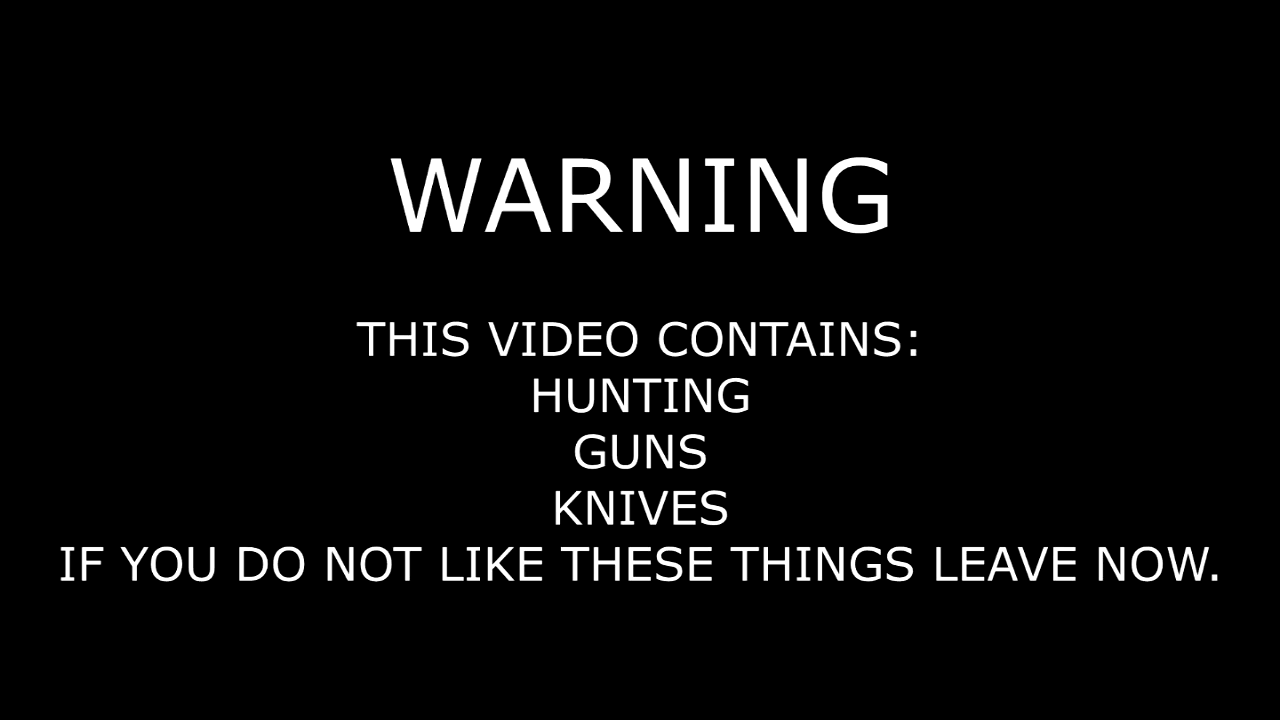 WARNING
THIS VIDEO CONTAINS:
HUNTING
GUNS
KNIVES
IF YOU DO NOT LIKE THESE THINGS LEAVE NOW.